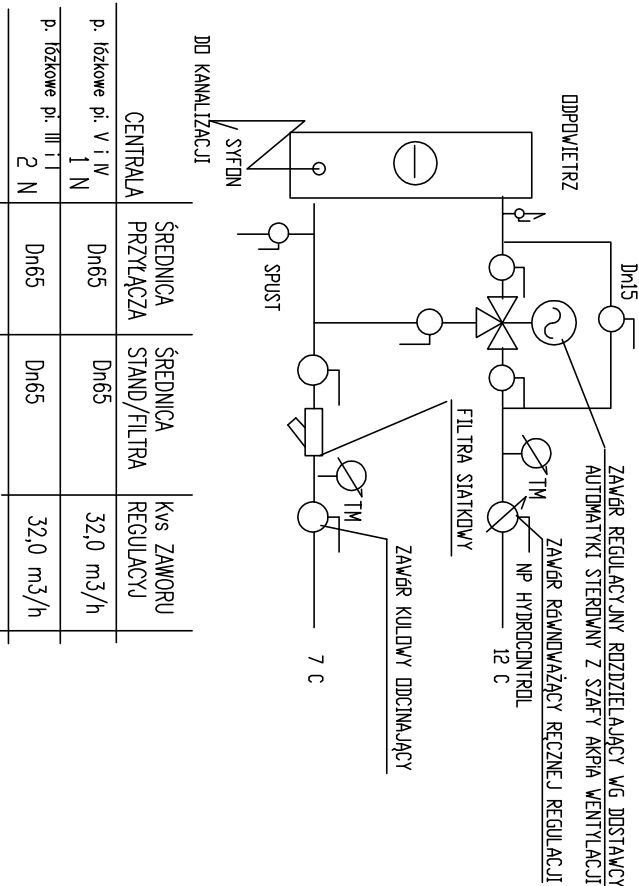 ZAWÓR REGULACYJNY ROZDZIELAJĄCY WG DOSTAWCY
AUTOMATYKI STEROWNY Z SZAFY AKPiA WENTYLACJI
Dn15
ODPOWIETRZ
ZAWÓR RÓWNOWAŻĄCY RĘCZNEJ REGULACJI
NP HYDROCONTROL
TM
12 C
FILTRA SIATKOWY
SYFON
DO KANALIZACJI
SPUST
TM
7 C
ZAWÓR KULOWY ODCINAJĄCY
CENTRALA
ŚREDNICA PRZYŁĄCZA
ŚREDNICA STAND/FILTRA
Kvs ZAWORU REGULACYJ
p. łóżkowe pi. V i IV
1 N
Dn65
Dn65
32,0 m3/h
p. łóżkowe pi. III i I
2 N
Dn65
Dn65
32,0 m3/h